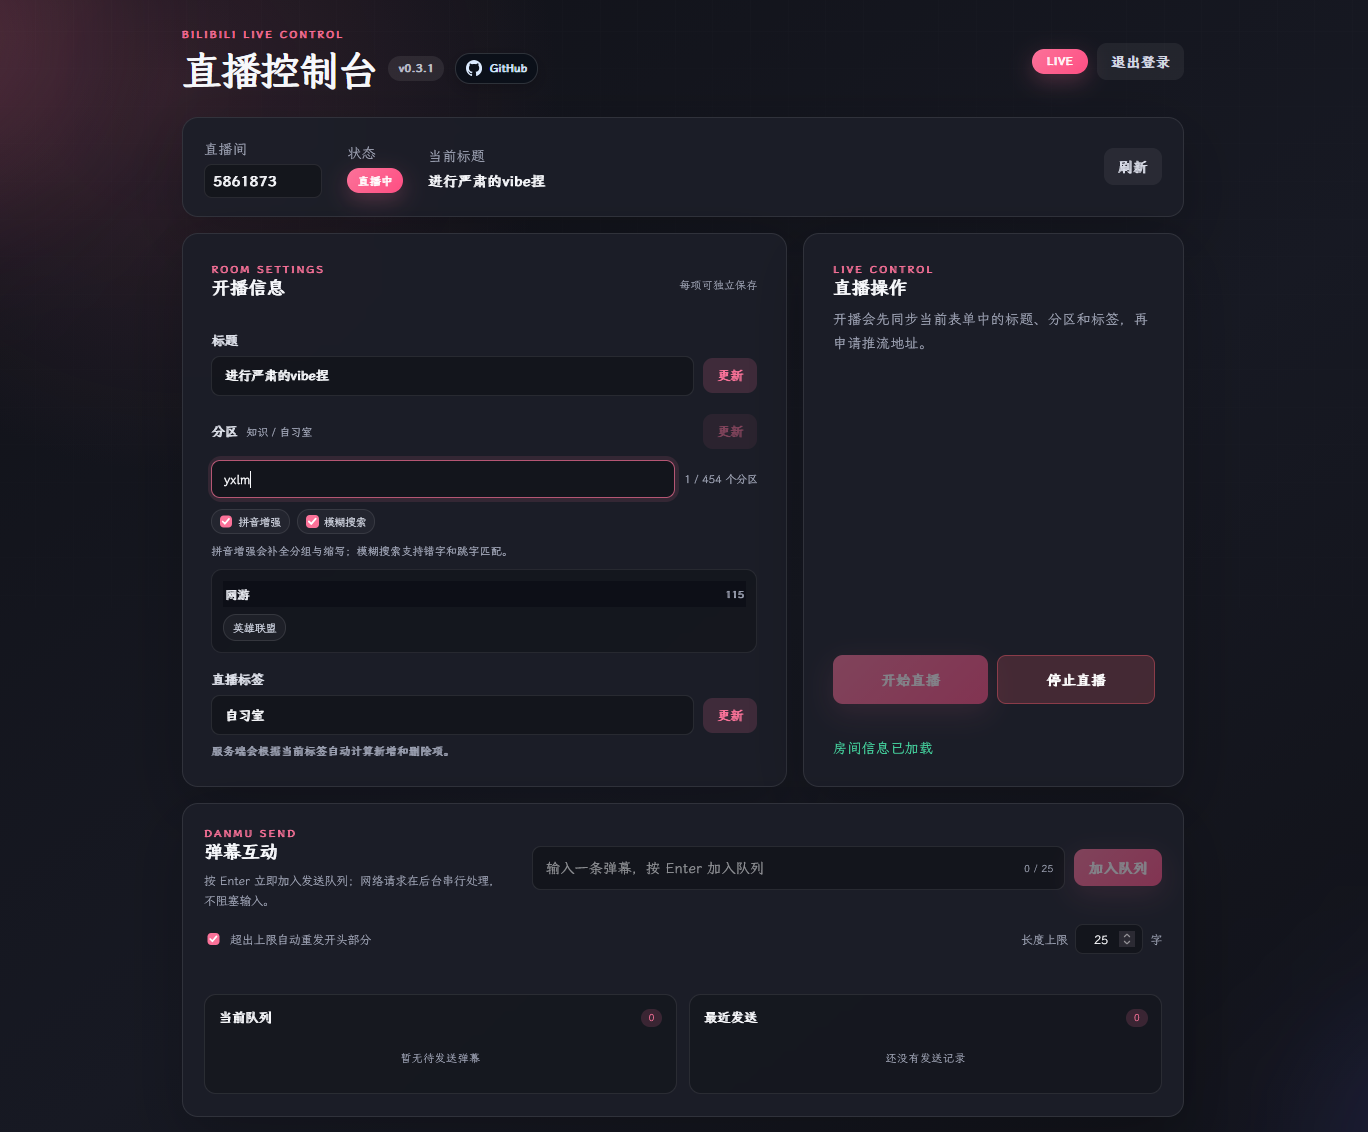 BILIBILI LIVE CONTROL
直播控制台 v0.3.1 GitHub
LIVE 退出登录
直播间
5861873
状态
直播中
当前标题
进行严肃的vibe捏
刷新
ROOM SETTINGS
开播信息
每项可独立保存
标题
进行严肃的vibe捏 更新
分区 知识 / 自习室 更新
yxlm 1 / 454 个分区
拼音增强 模糊搜索
拼音增强会补全分组与缩写；模糊搜索支持错字和跳字匹配。
网游 115
英雄联盟
直播标签
自习室 更新
服务端会根据当前标签自动计算新增和删除项。
LIVE CONTROL
直播操作
开播会先同步当前表单中的标题、分区和标签，再
申请推流地址。
开始直播 停止直播
房间信息已加载
DANMU SEND
弹幕互动
按 Enter 立即加入发送队列；网络请求在后台串行处理，
不阻塞输入。
输入一条弹幕，按 Enter 加入队列 0 / 25 加入队列
超出上限自动重发开头部分
长度上限 25 字
当前队列 0
暂无待发送弹幕
最近发送 0
还没有发送记录